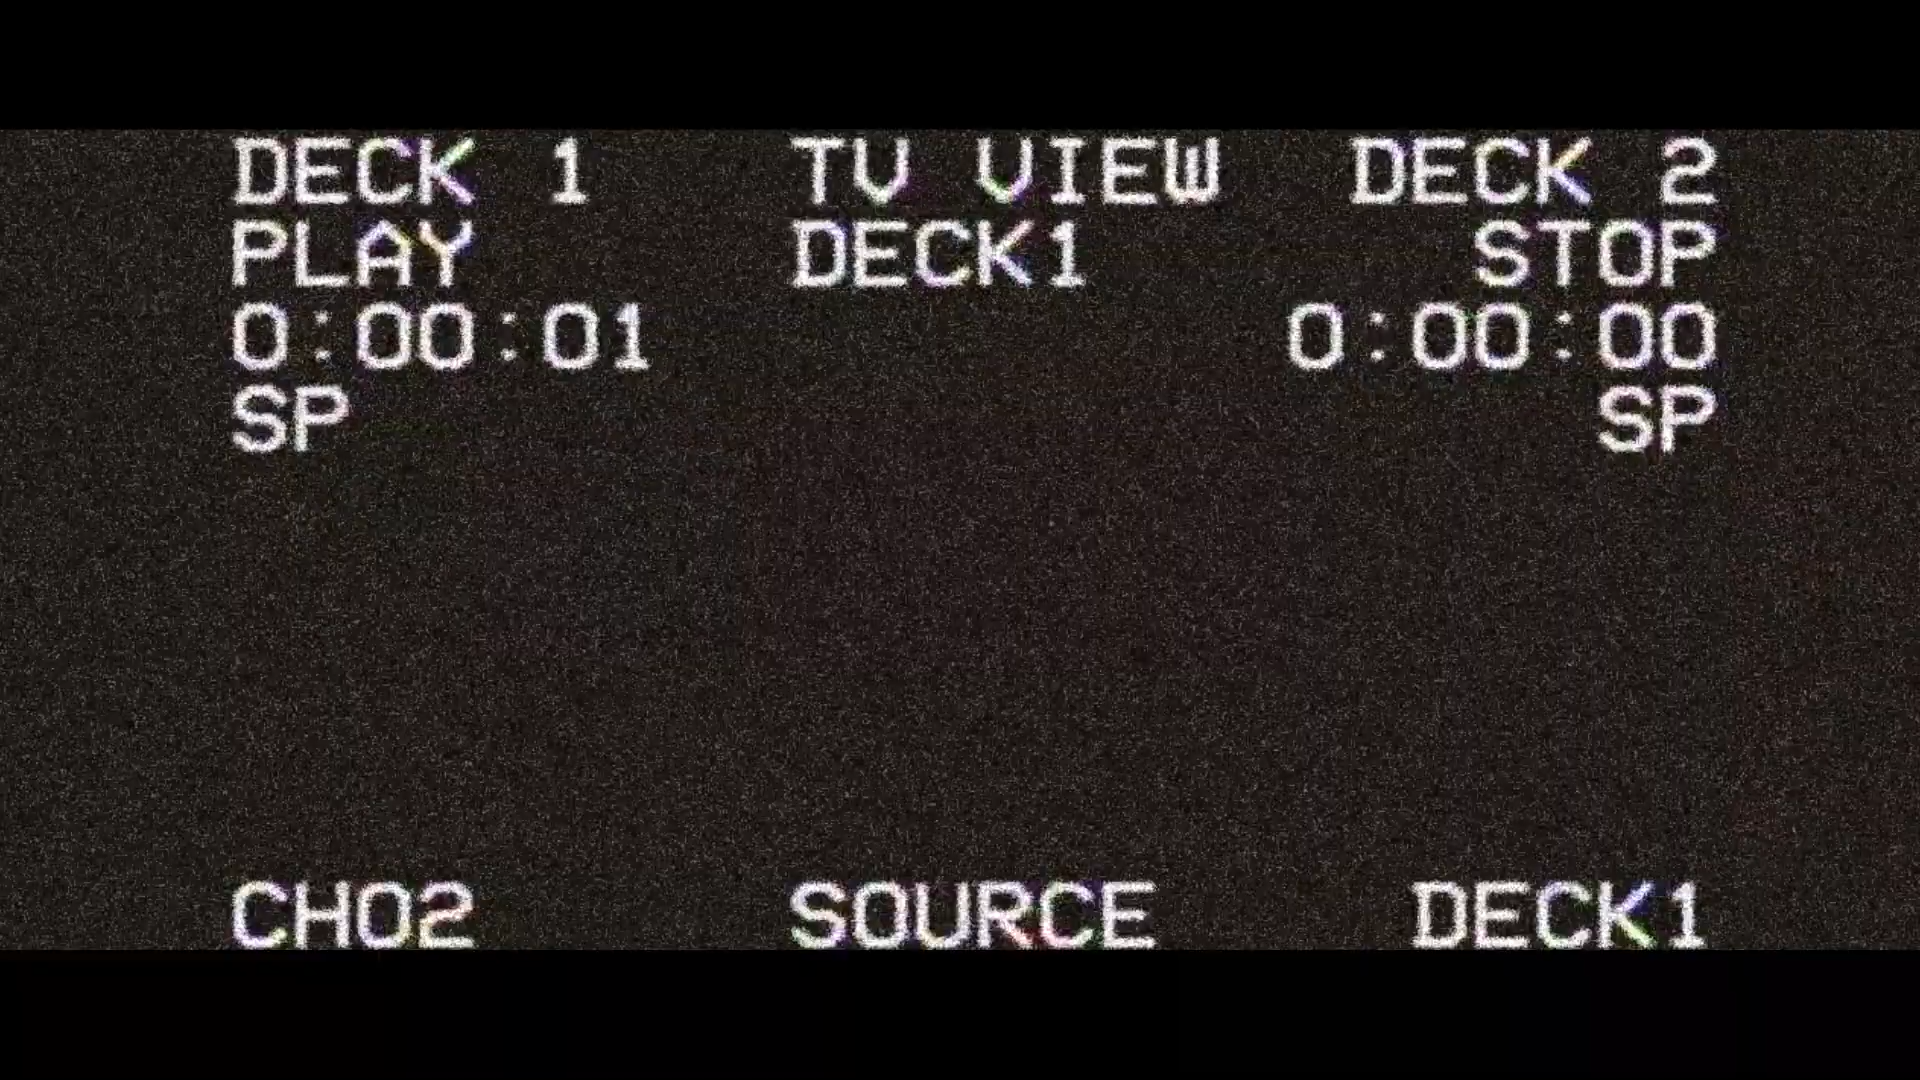 DECK 1 TV VIEW DECK 2
PLAY DECK1 STOP
0:00:01 0:00:00
SP SP
CH02 SOURCE DECK1